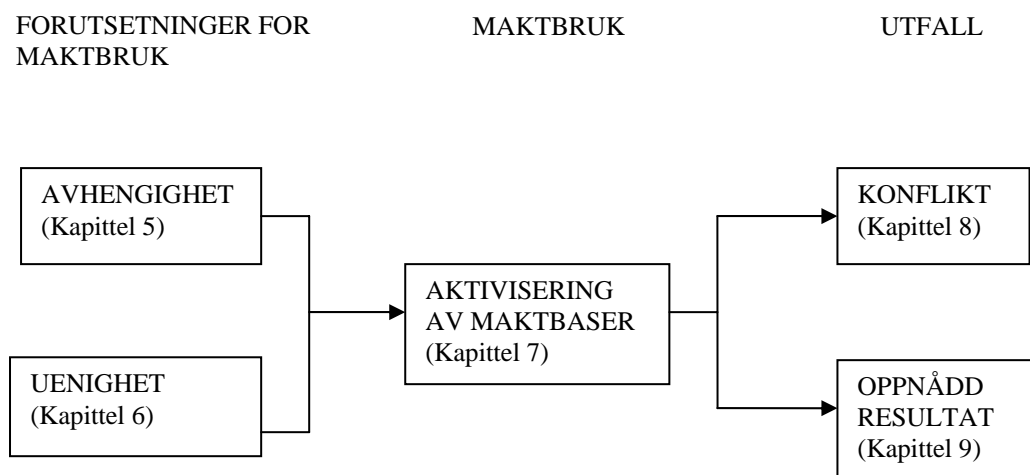 FORUTSETNINGER FOR
MAKTBRUK
MAKTBRUK
UTFALL
AVHENGIGHET
(Kapittel 5)
UENIGHET
(Kapittel 6)
AKTIVISERING
AV MAKTBASER
(Kapittel 7)
KONFLIKT
(Kapittel 8)
OPPNÅDD
RESULTAT
(Kapittel 9)